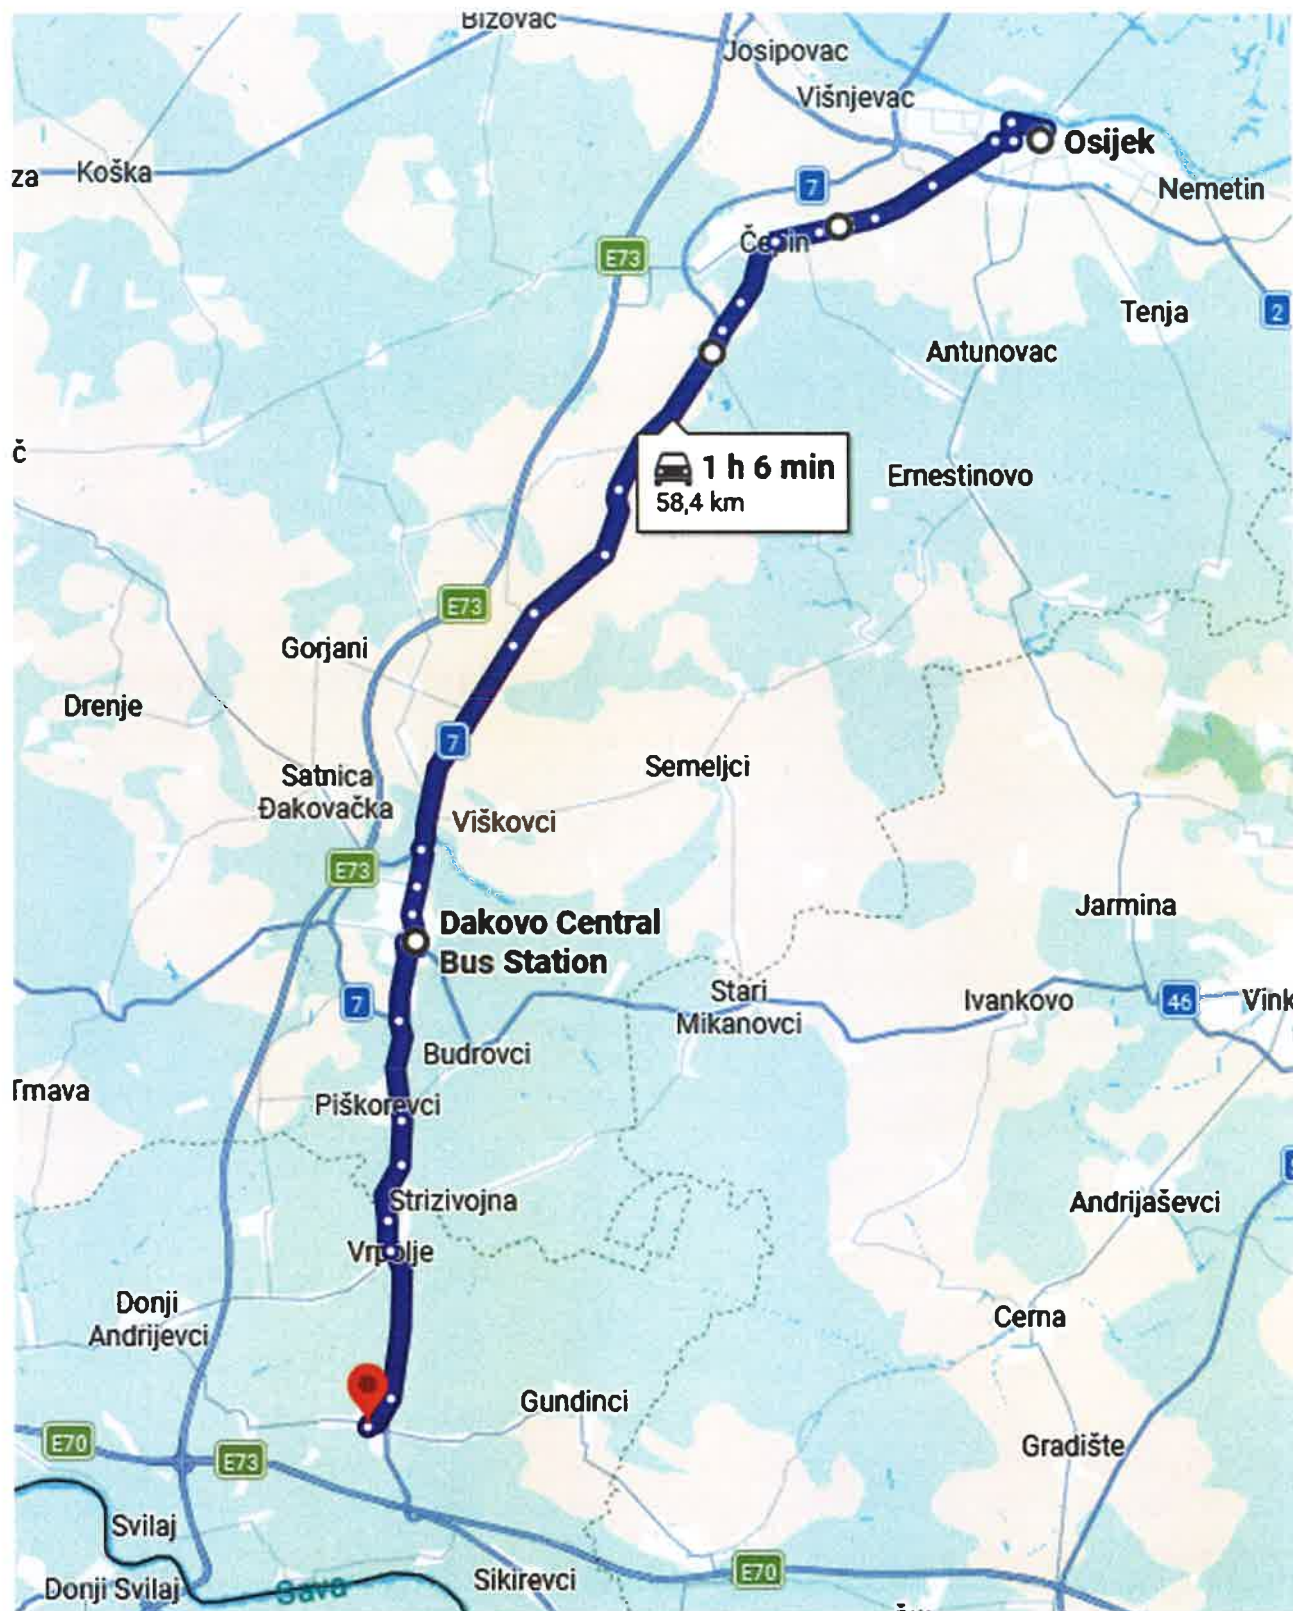 Bizovac
Josipovac
Višnjevac
Osijek
za
Koška
7
Nemetin
Čepin
E73
Tenja
2
Antunovac
č
1 h 6 min
58,4 km
Ernestinovo
E73
Gorjani
Drenje
7
Semeljci
Satnica
Đakovačka
Viškovci
E73
Jarmina
Dakovo Central
Bus Station
7
Stari
Mikanovci
Ivankovo
46
Vink
Budrovci
Trnava
Piškorevci
Strizivojna
Andrijaševci
Vrpolje
Donji
Andrijevci
Cerna
Gundinci
E70
E73
Gradište
Svilaj
E70
Sikirevci
Donji Svilaj
Sava